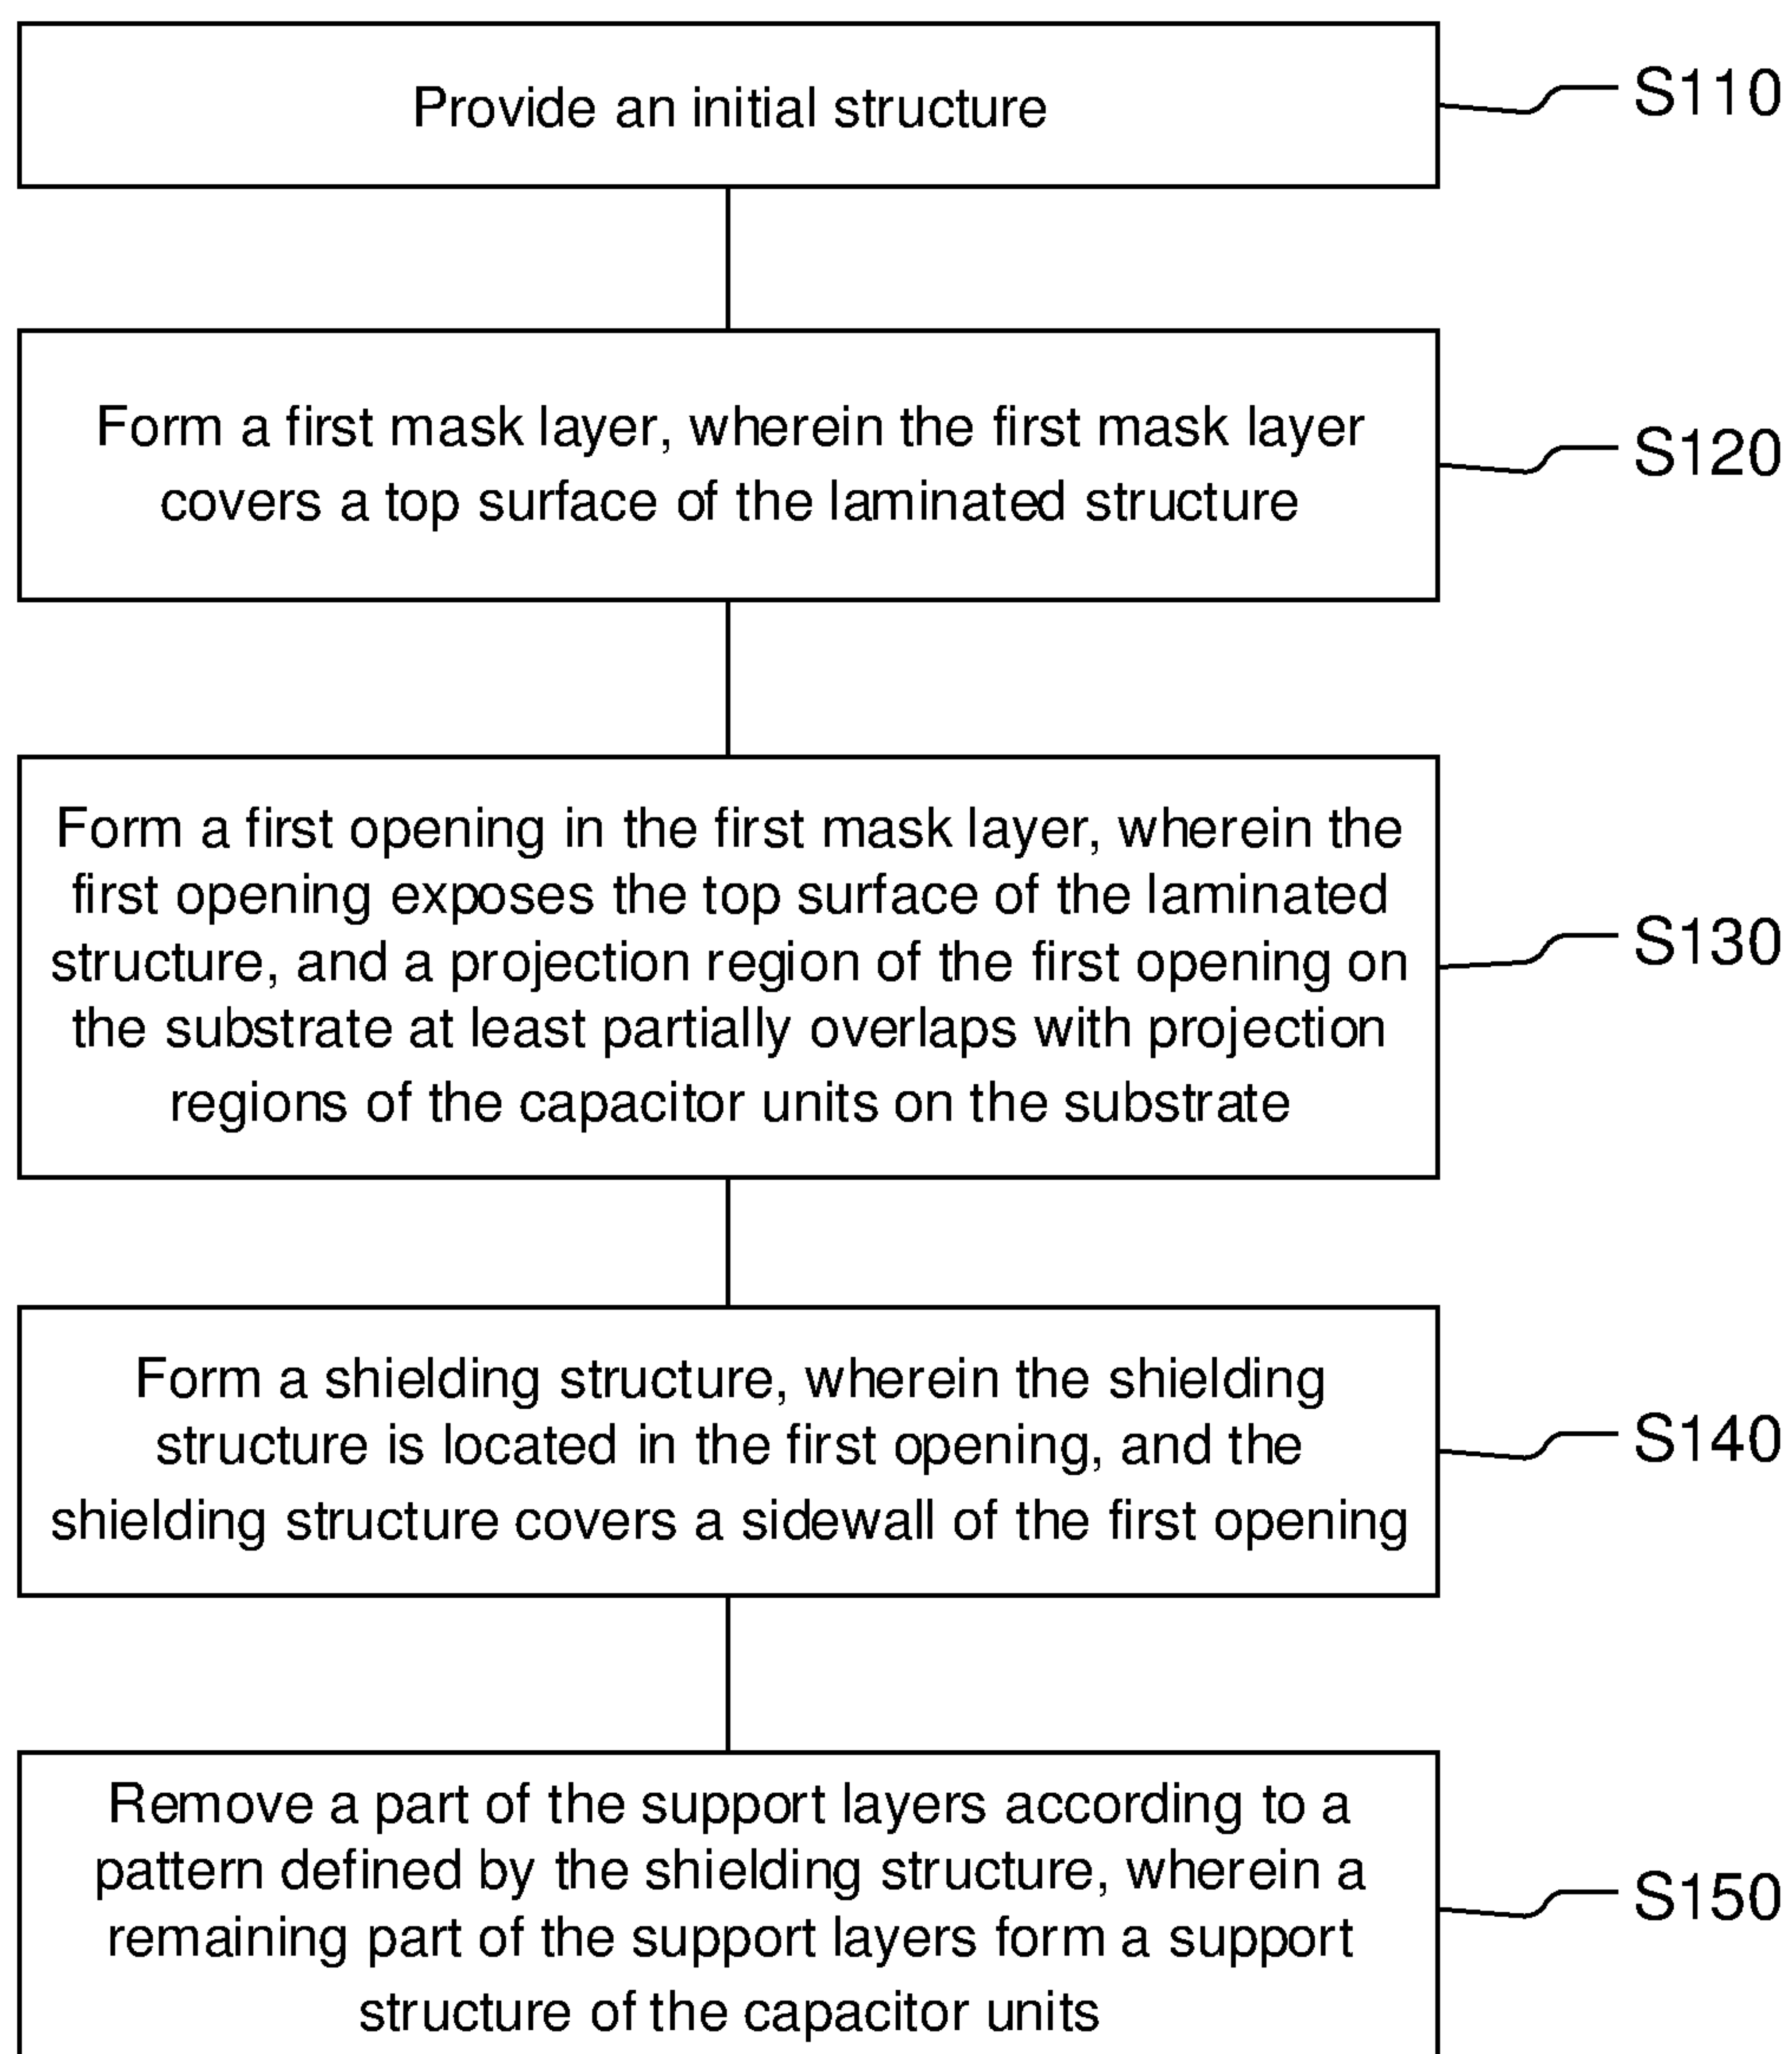 Provide an initial structure
S110
Form a first mask layer, wherein the first mask layer
covers a top surface of the laminated structure
S120
Form a first opening in the first mask layer, wherein the
first opening exposes the top surface of the laminated
structure, and a projection region of the first opening on
the substrate at least partially overlaps with projection
regions of the capacitor units on the substrate
S130
Form a shielding structure, wherein the shielding
structure is located in the first opening, and the
shielding structure covers a sidewall of the first opening
S140
Remove a part of the support layers according to a
pattern defined by the shielding structure, wherein a
remaining part of the support layers form a support
structure of the capacitor units
S150